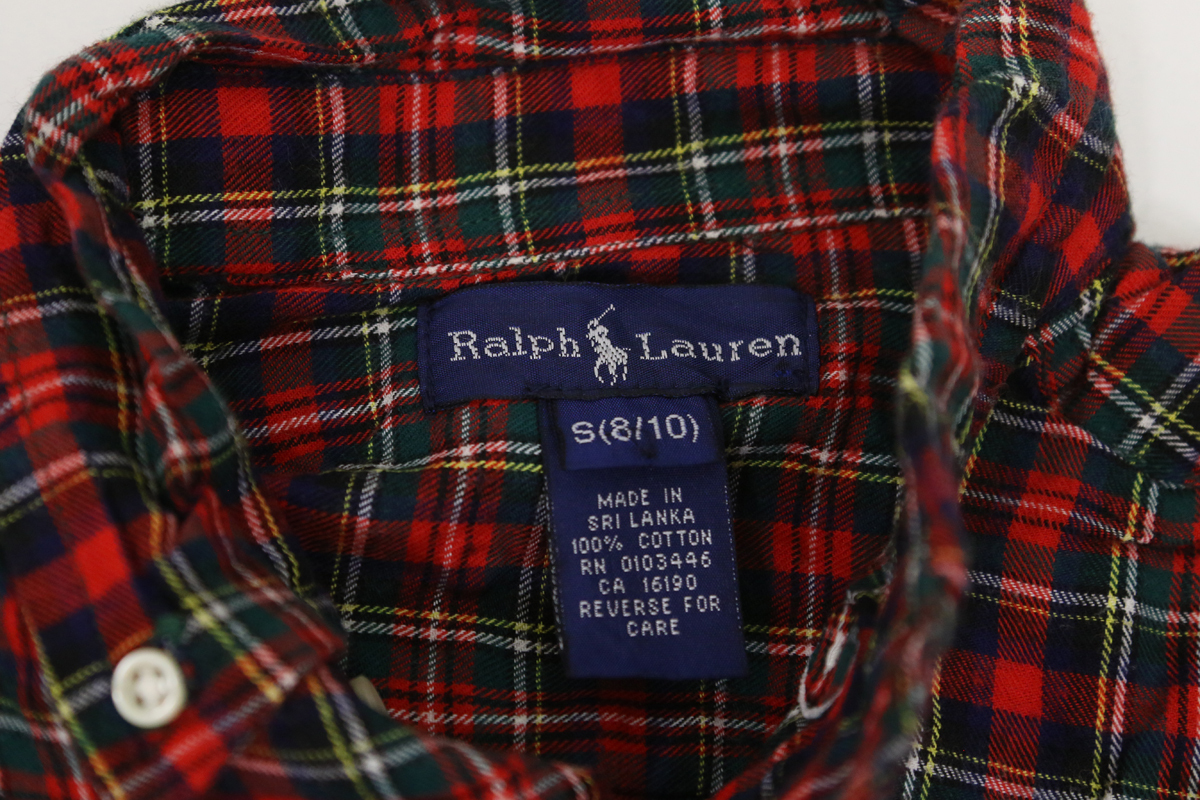 Ralph Lauren
S(8/10)
MADE IN
SRI LANKA
100% COTTON
RN 0103446
CA 16190
REVERSE FOR
CARE